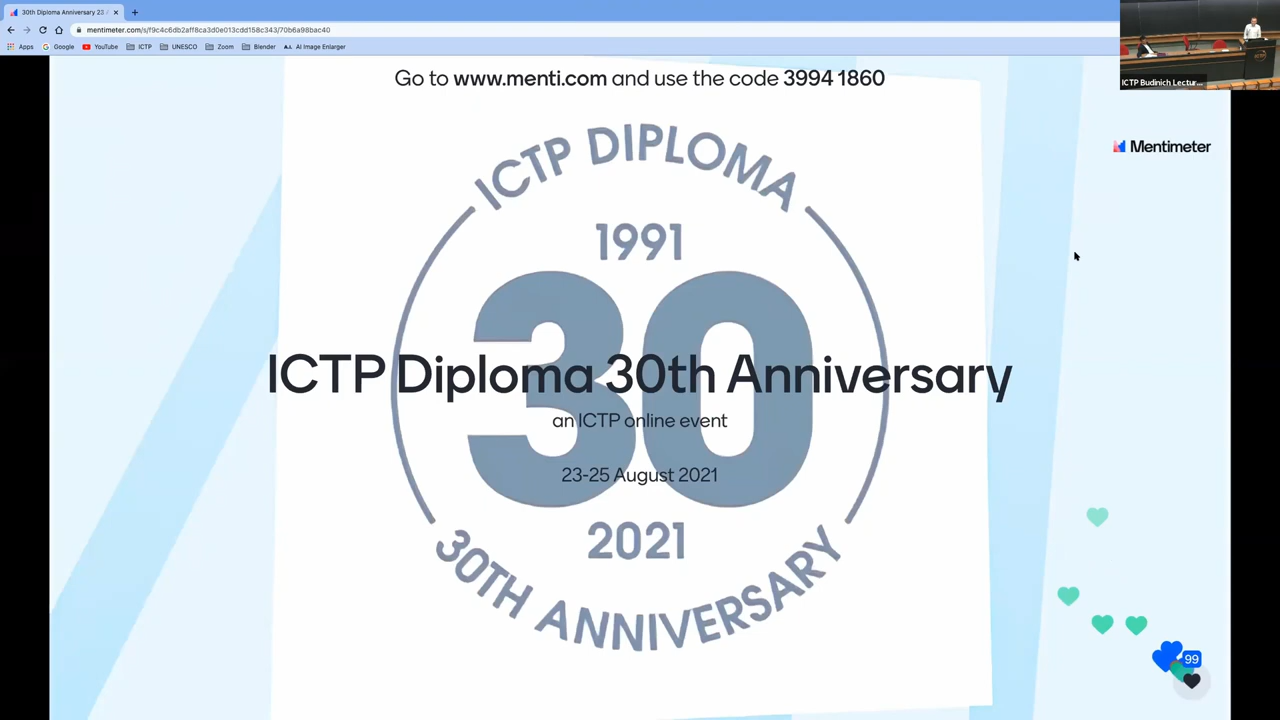 30th Diploma Anniversary 23
mentimeter.com/s/f9c4c6db2aff8ca3d0e013cdd158c343/70b6a98bac40
Apps Google YouTube ICTP UNESCO Zoom Blender AI Image Enlarger
ICTP Budinich Lectur...
Go to www.menti.com and use the code 3994 1860
Mentimeter
ICTP DIPLOMA
1991
30
ICTP Diploma 30th Anniversary
an ICTP online event
23-25 August 2021
2021
30TH ANNIVERSARY
99